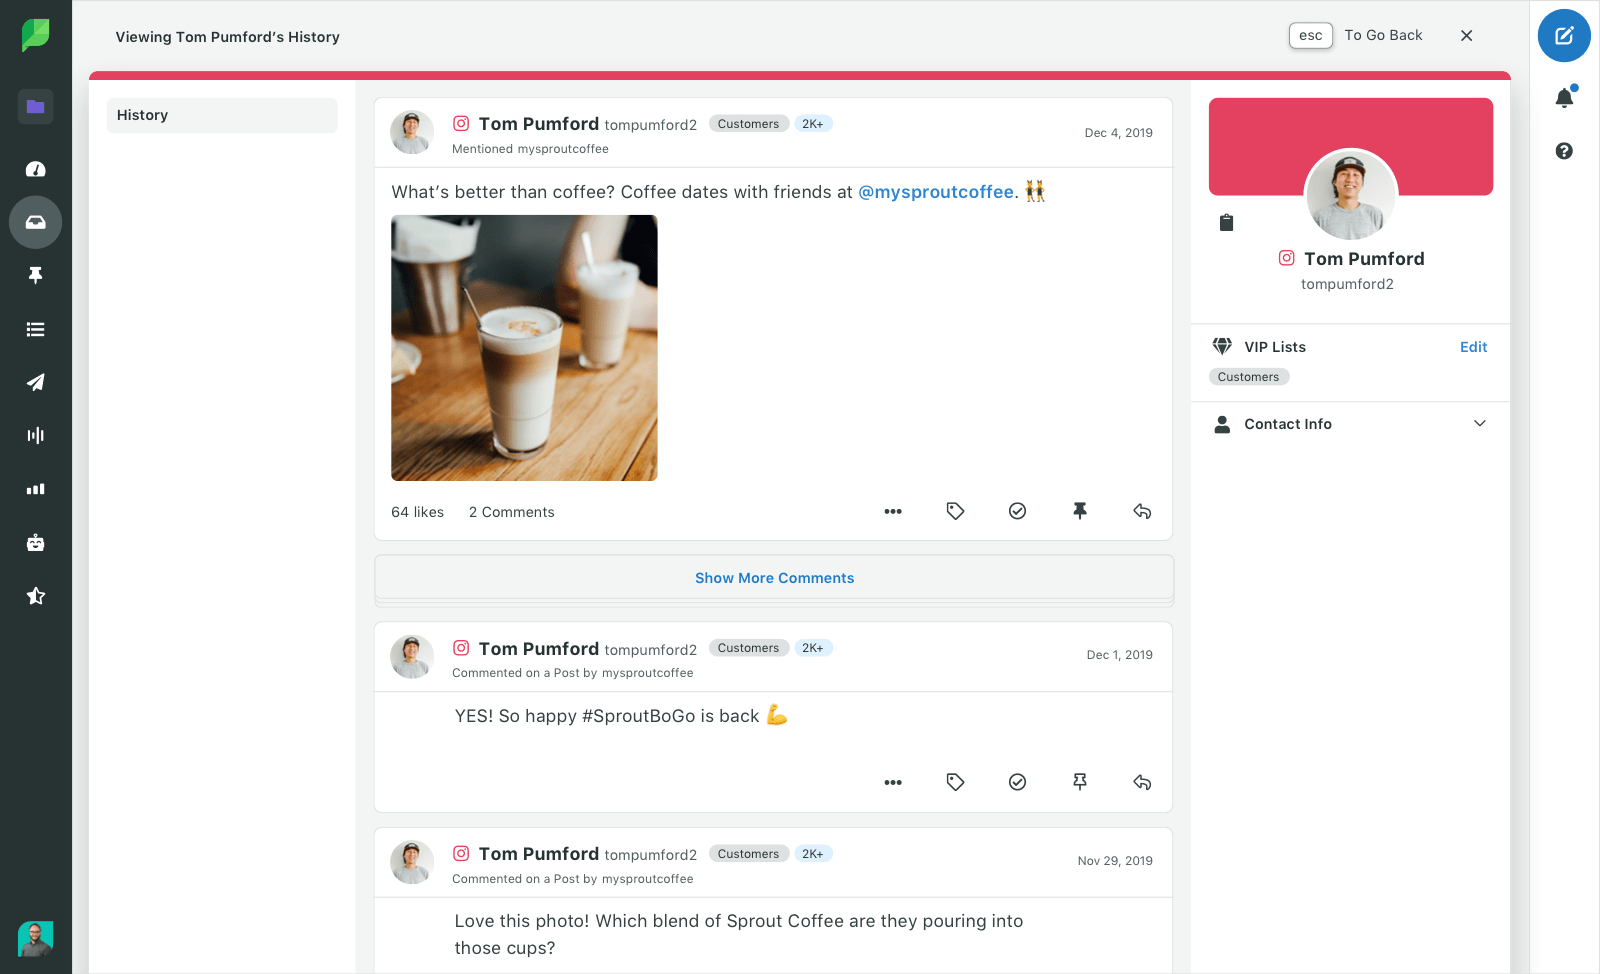 Viewing Tom Pumford’s History
esc To Go Back
History
Tom Pumford tompumford2 Customers 2K+
Mentioned mysproutcoffee
Dec 4, 2019
What’s better than coffee? Coffee dates with friends at @mysproutcoffee. 👯
64 likes 2 Comments
Show More Comments
Tom Pumford tompumford2 Customers 2K+
Commented on a Post by mysproutcoffee
Dec 1, 2019
YES! So happy #SproutBoGo is back 💪
Tom Pumford tompumford2 Customers 2K+
Commented on a Post by mysproutcoffee
Nov 29, 2019
Love this photo! Which blend of Sprout Coffee are they pouring into
those cups?
Tom Pumford
tompumford2
VIP Lists Edit
Customers
Contact Info